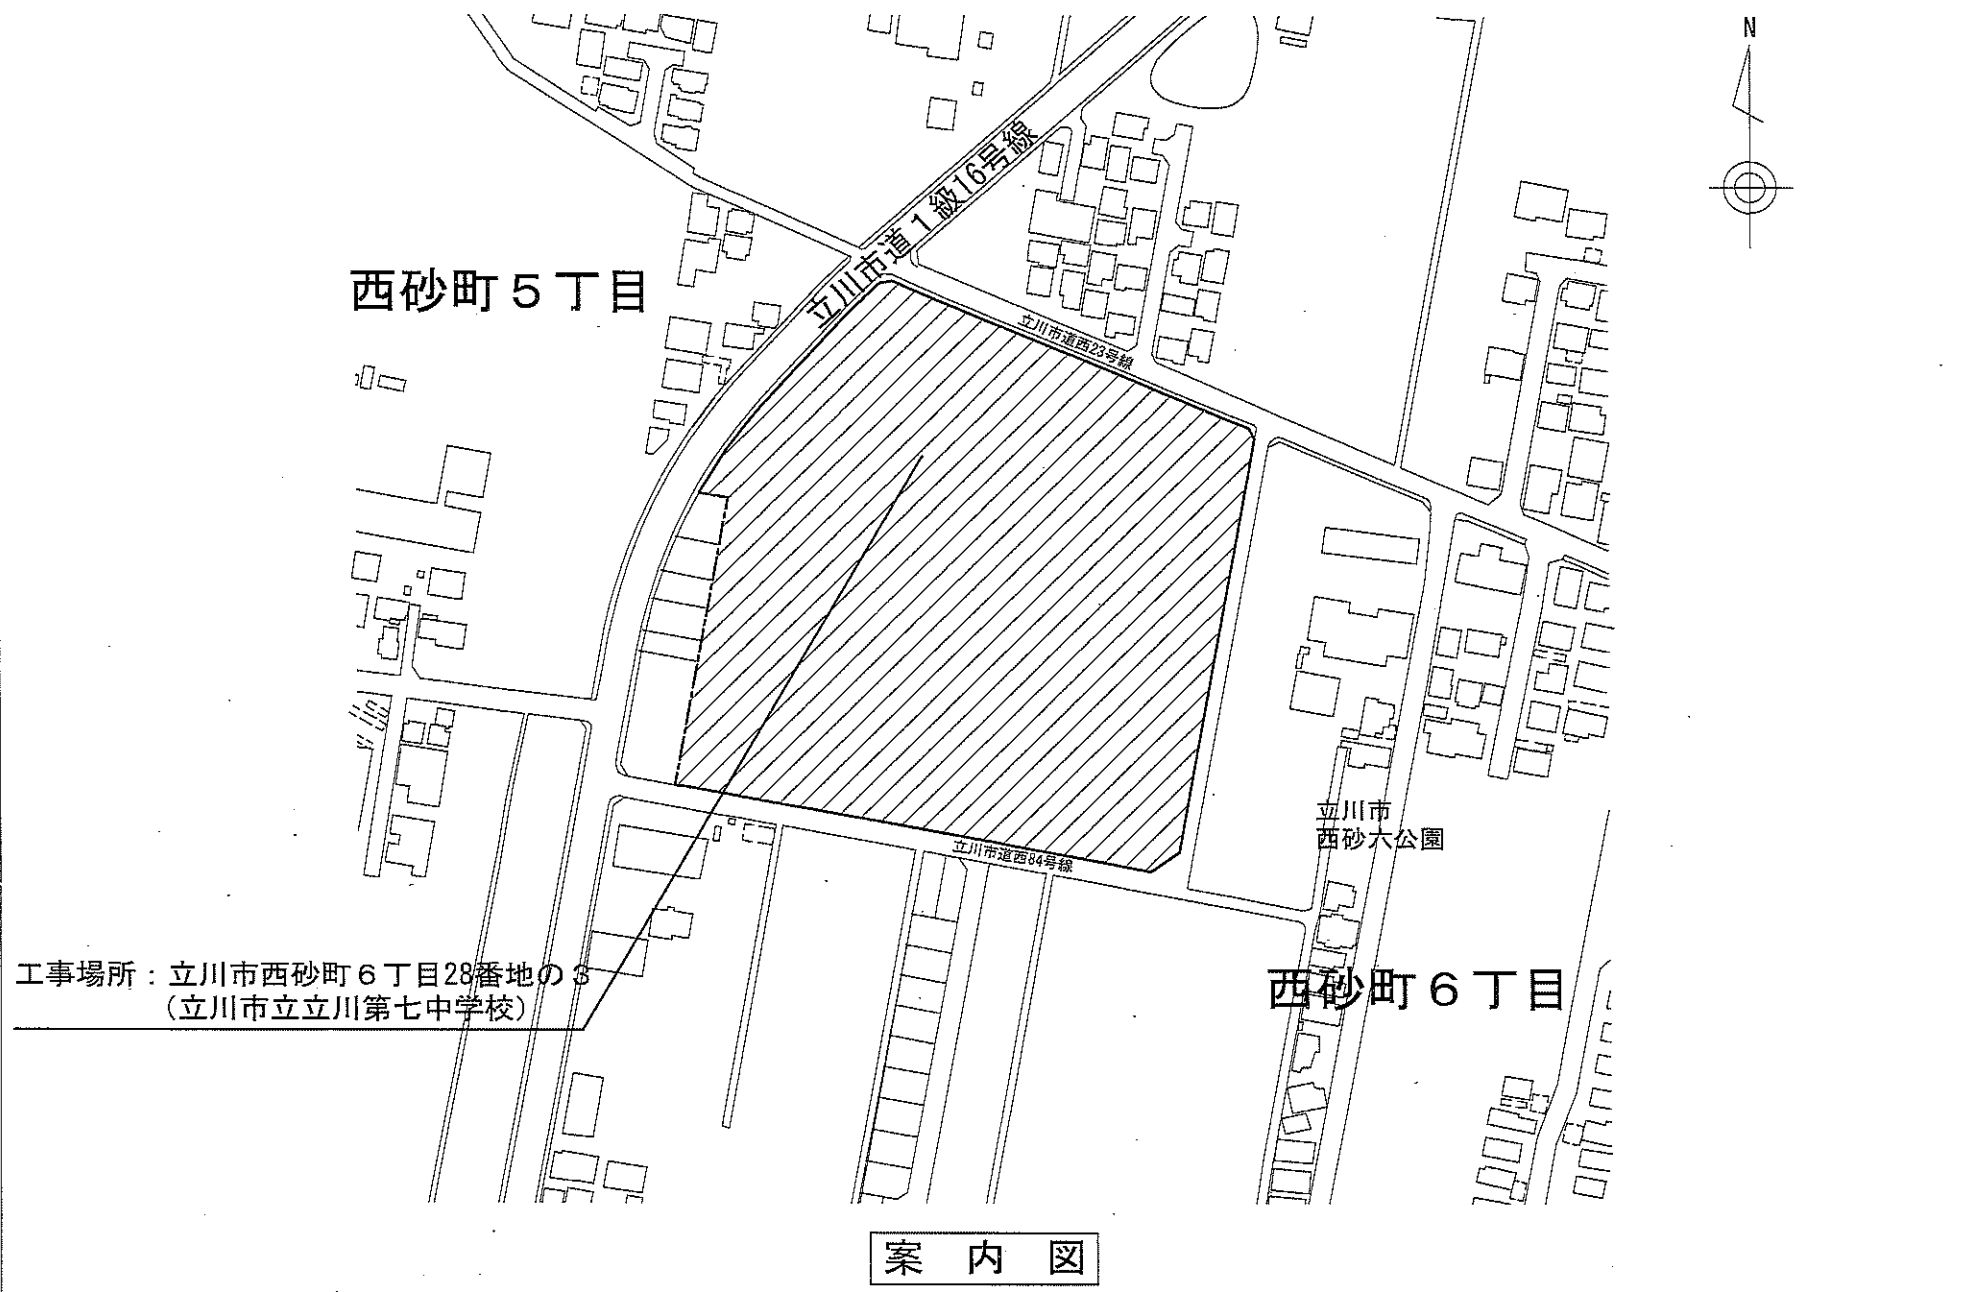 N
立川市道１級16号線
西砂町５丁目
立川市道西23号線
立川市
西砂六公園
立川市道西84号線
工事場所：立川市西砂町６丁目28番地の３
（立川市立立川第七中学校）
西砂町６丁目
案　内　図